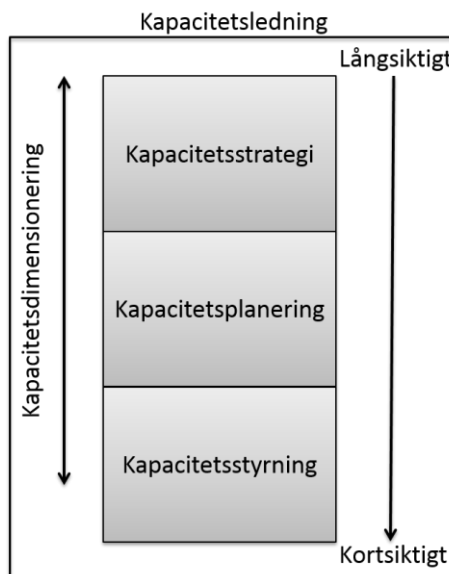 Kapacitetsledning
Långsiktigt
Kapacitetsdimensionering
Kapacitetsstrategi
Kapacitetsplanering
Kapacitetsstyrning
Kortsiktigt